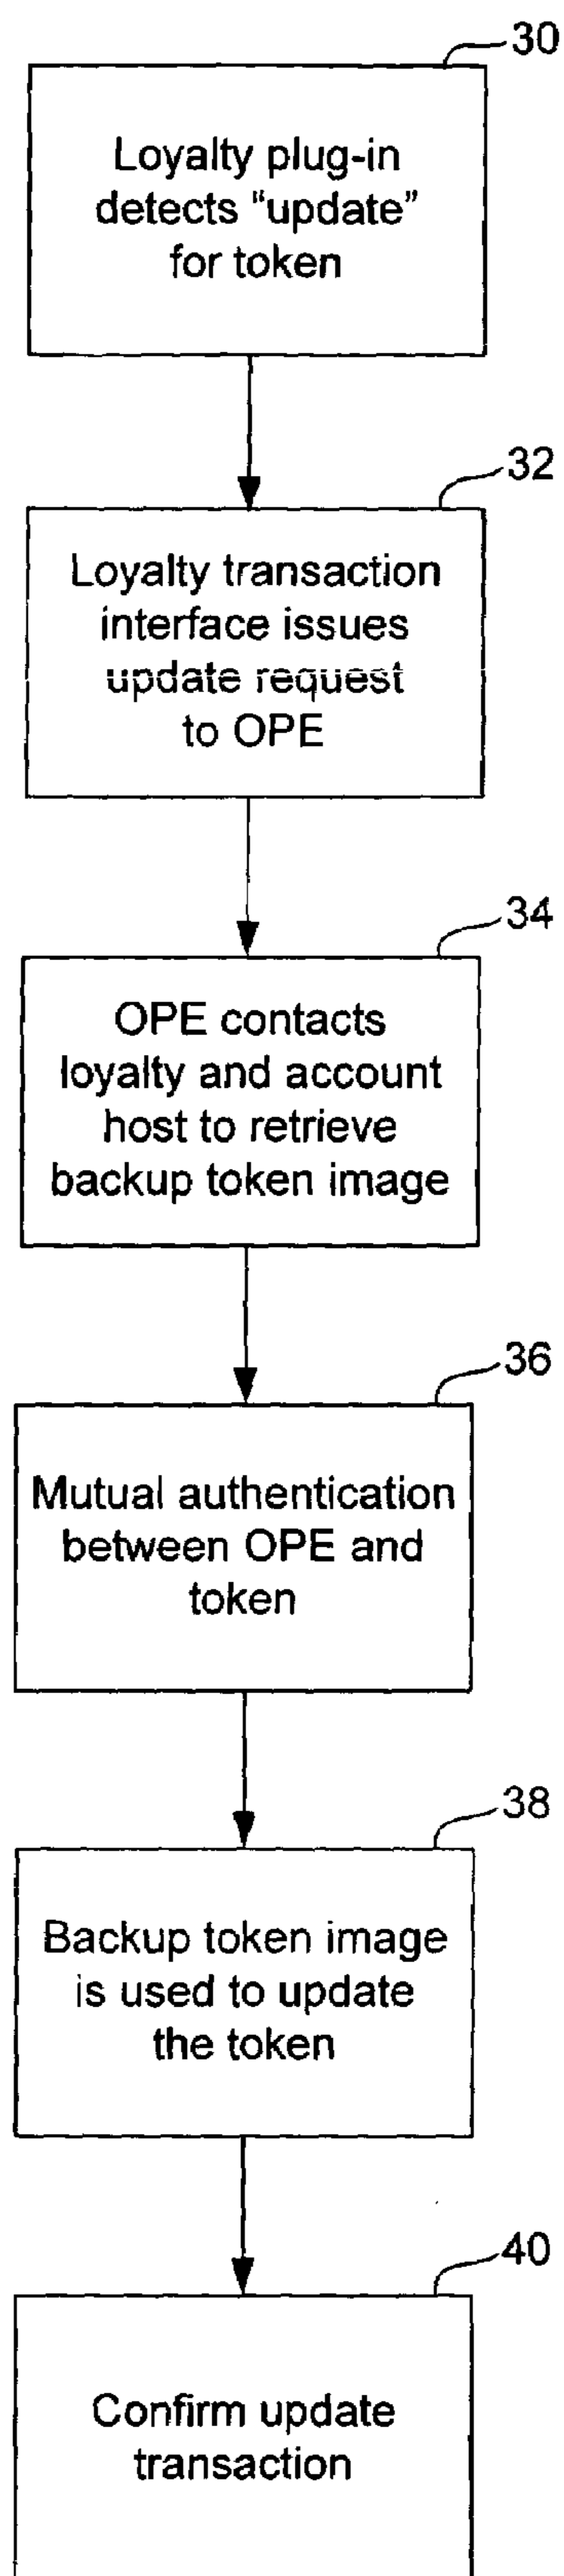 30
Loyalty plug-in
detects “update”
for token
32
Loyalty transaction
interface issues
update request
to OPE
34
OPE contacts
loyalty and account
host to retrieve
backup token image
36
Mutual authentication
between OPE and
token
38
Backup token image
is used to update
the token
40
Confirm update
transaction